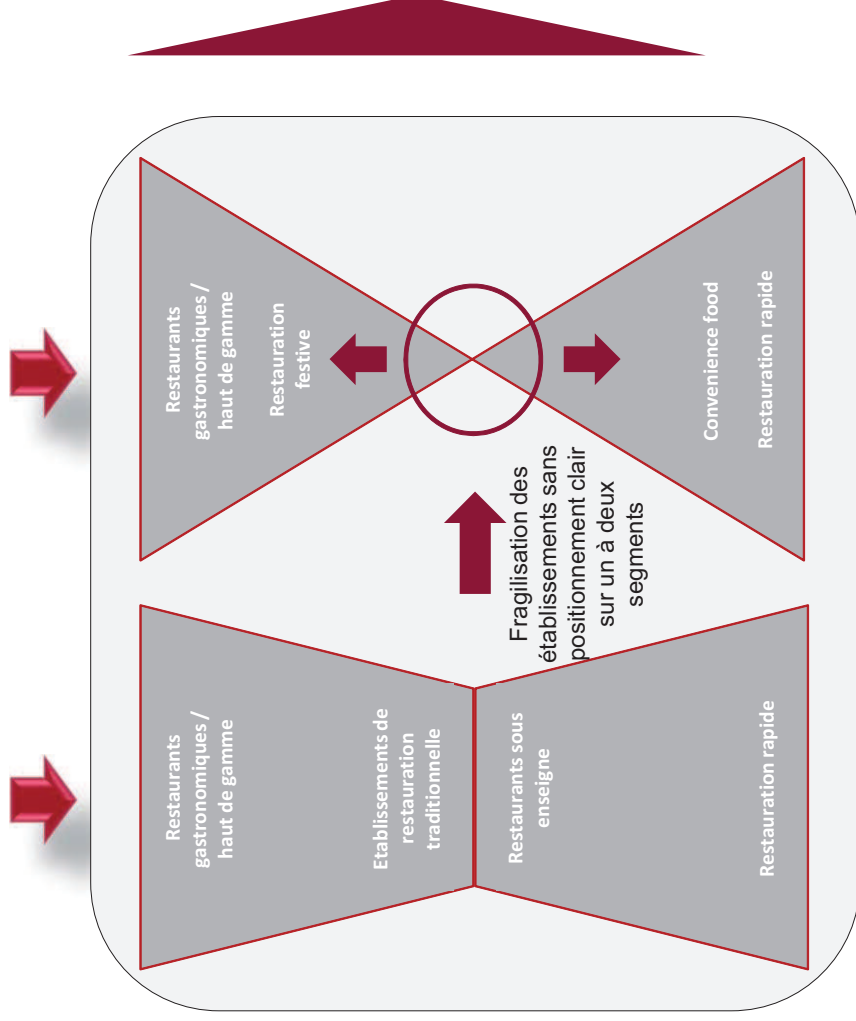 Restaurants
gastronomiques /
haut de gamme
Etablissements de
restauration
traditionnelle
Restaurants sous
enseigne
Restauration rapide
Fragilisation des
établissements sans
positionnement clair
sur un à deux
segments
Restaurants
gastronomiques /
haut de gamme
Restauration
festive
Convenience food
Restauration rapide